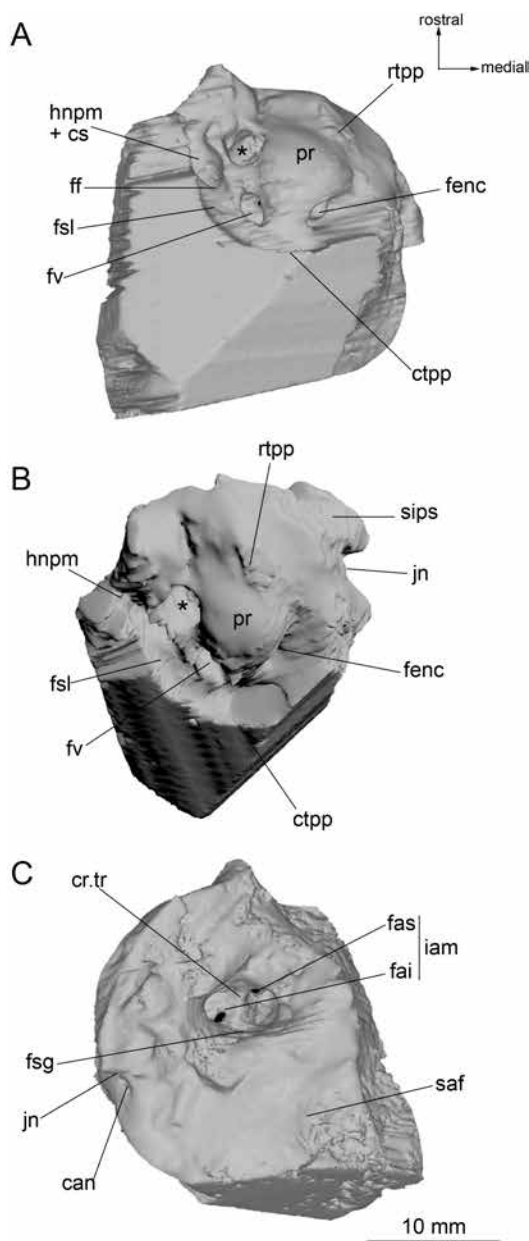 A
rostral
medial
rtpp
hnpm
+ cs
*
pr
ff
fenc
fsl
fv
ctpp
B
rtpp
sips
hnpm
jn
*
pr
fsl
fenc
fv
ctpp
C
cr.tr
fas
iam
fai
fsg
saf
jn
can
10 mm